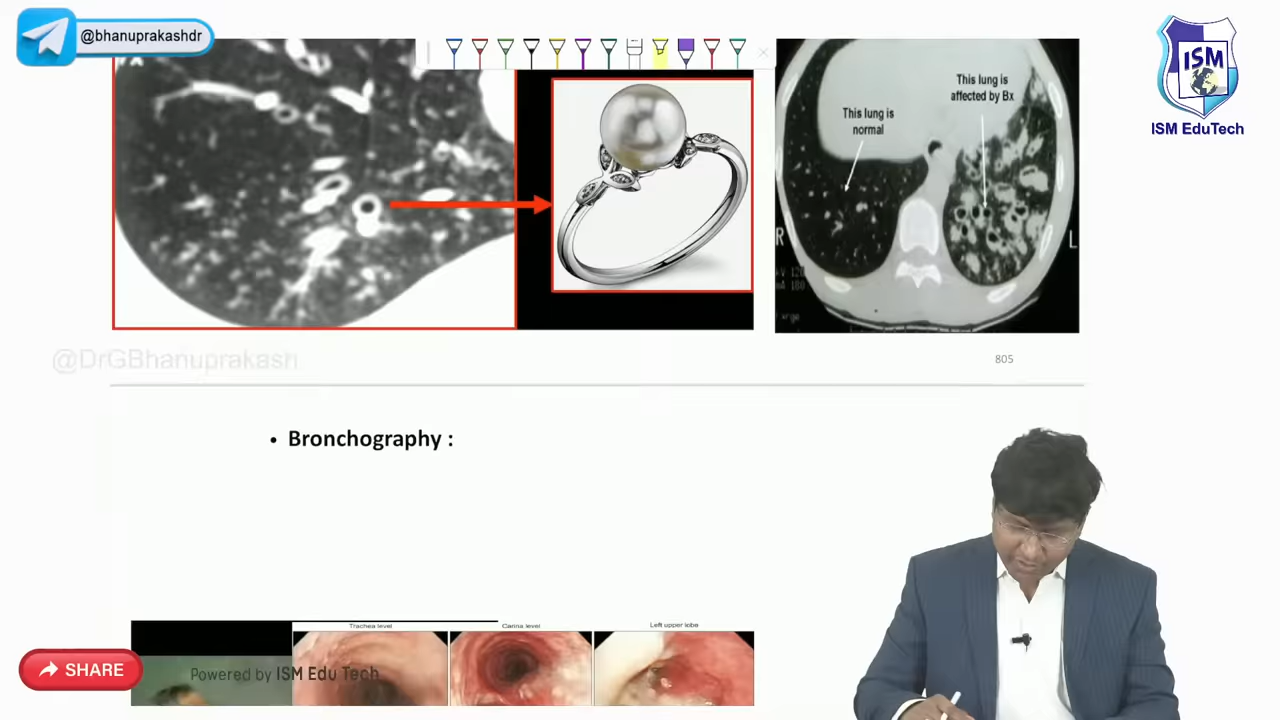 @bhanuprakashdr
This lung is
normal
This lung is
affected by Bx
ISM
ISM EduTech
R
L
@DrGBhanuprakash
805
• Bronchography :
Trachea level
Carina level
Left upper lobe
SHARE
Powered by ISM Edu Tech